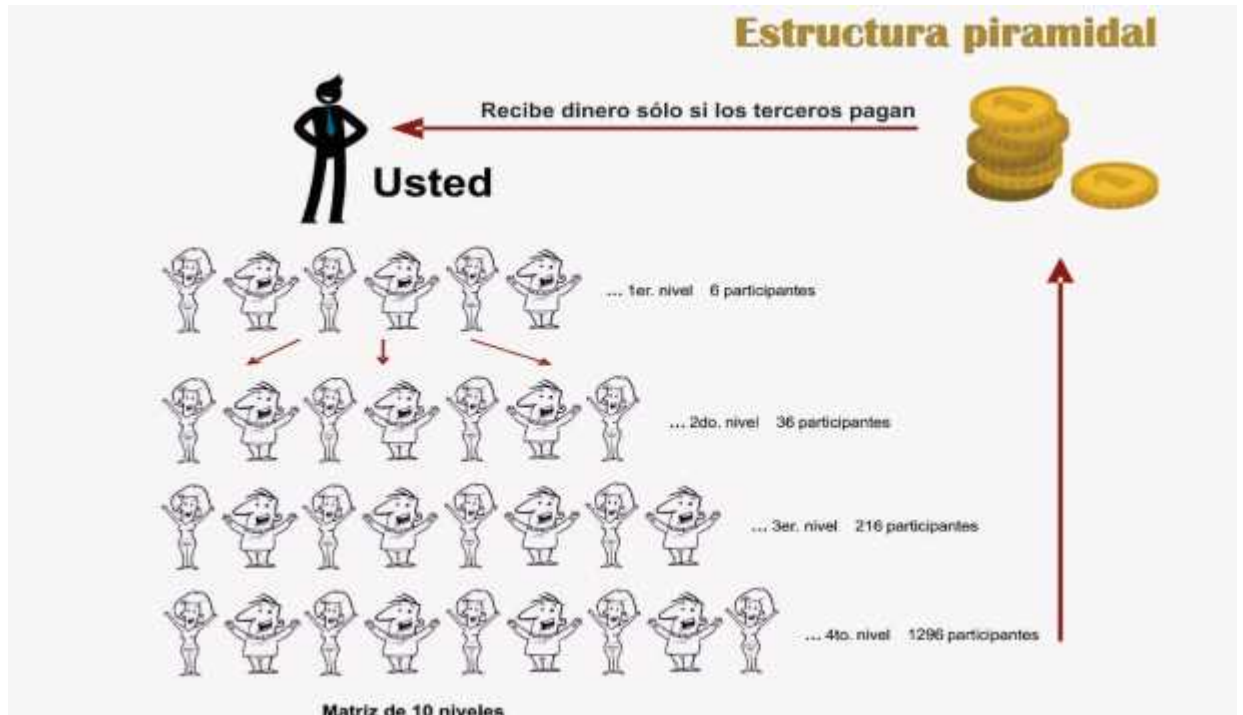 Estructura piramidal
Recibe dinero sólo si los terceros pagan
Usted
... 1er. nivel 6 participantes
... 2do. nivel 36 participantes
... 3er. nivel 216 participantes
... 4to. nivel 1296 participantes
Matriz de 10 niveles